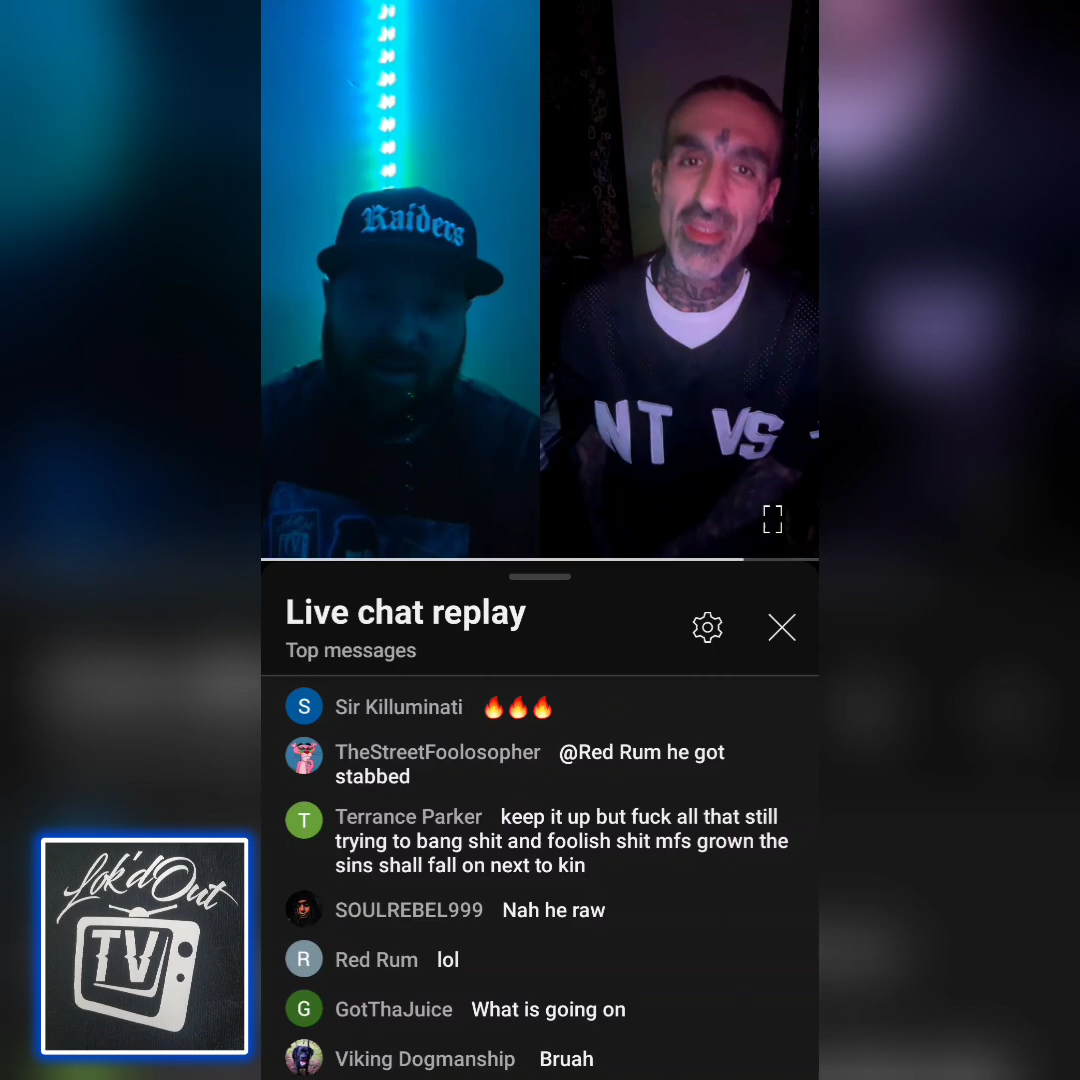 Raiders
NT VS
Live chat replay
Top messages
S Sir Killuminati 🔥🔥🔥
TheStreetFoolosopher @Red Rum he got
stabbed
T Terrance Parker keep it up but fuck all that still
trying to bang shit and foolish shit mfs grown the
sins shall fall on next to kin
SOULREBEL999 Nah he raw
R Red Rum lol
G GotThaJuice What is going on
Viking Dogmanship Bruah
Lok'dOut
TV